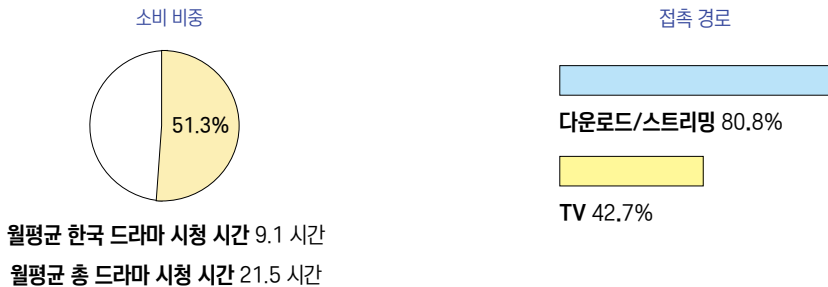 소비 비중
51.3%
월평균 한국 드라마 시청 시간 9.1 시간
월평균 총 드라마 시청 시간 21.5 시간
접촉 경로
다운로드/스트리밍 80.8%
TV 42.7%